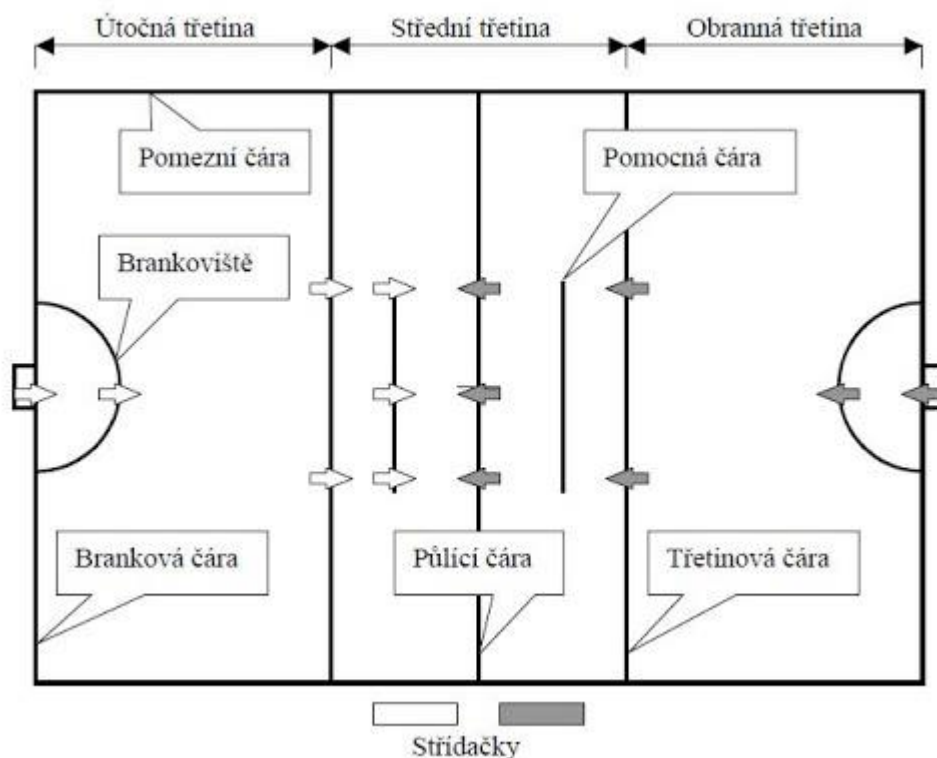 Útočná třetina
Střední třetina
Obranná třetina
Pomezní čára
Pomocná čára
Brankoviště
Branková čára
Půlící čára
Třetinová čára
Střídačky